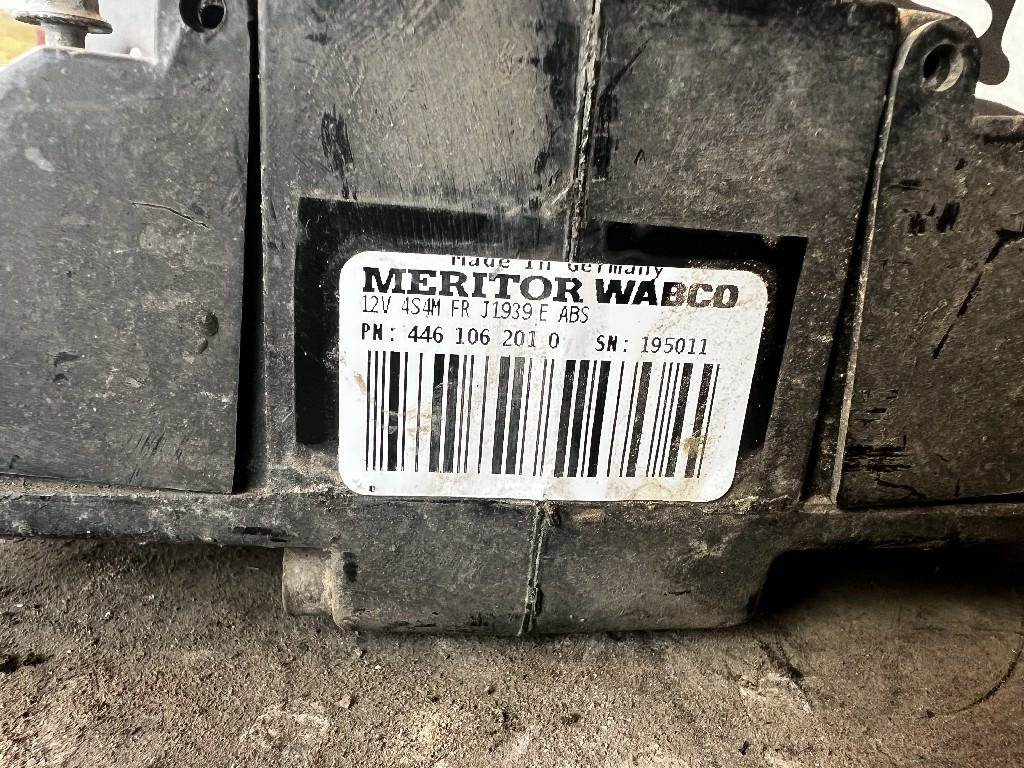 Made in Germany
MERITOR WABCO
12V 4S4M FR J1939 E ABS
PN: 446 106 201 0 SN: 195011